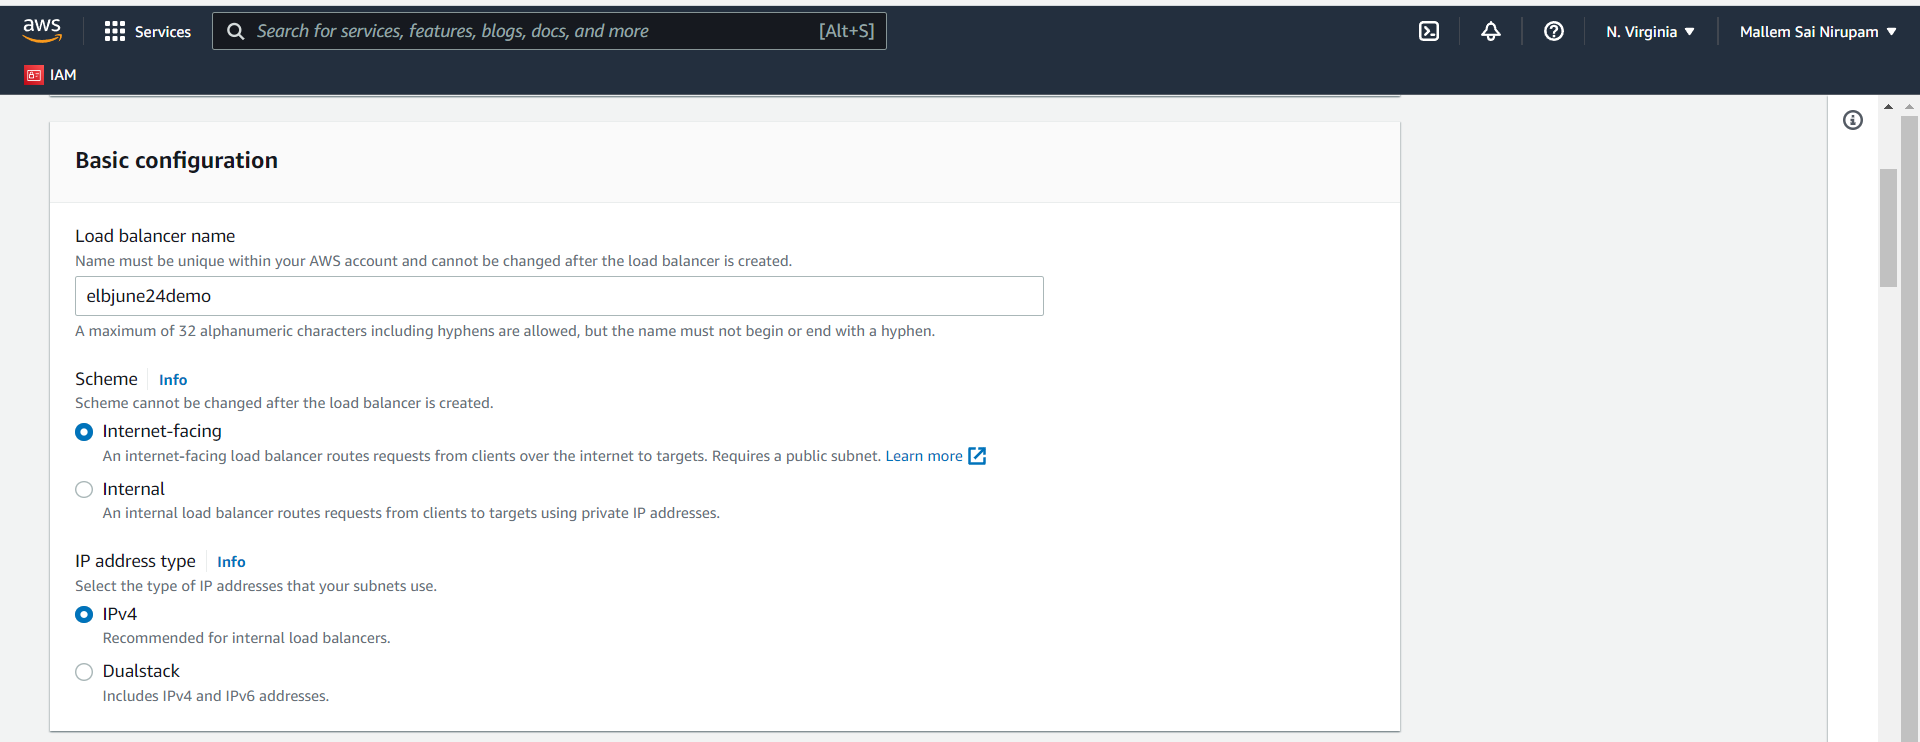 aws Services Search for services, features, blogs, docs, and more [Alt+S] N. Virginia Mallem Sai Nirupam
IAM
Basic configuration
Load balancer name
Name must be unique within your AWS account and cannot be changed after the load balancer is created.
elbjune24demo
A maximum of 32 alphanumeric characters including hyphens are allowed, but the name must not begin or end with a hyphen.
Scheme Info
Scheme cannot be changed after the load balancer is created.
Internet-facing
An internet-facing load balancer routes requests from clients over the internet to targets. Requires a public subnet. Learn more
Internal
An internal load balancer routes requests from clients to targets using private IP addresses.
IP address type Info
Select the type of IP addresses that your subnets use.
IPv4
Recommended for internal load balancers.
Dualstack
Includes IPv4 and IPv6 addresses.